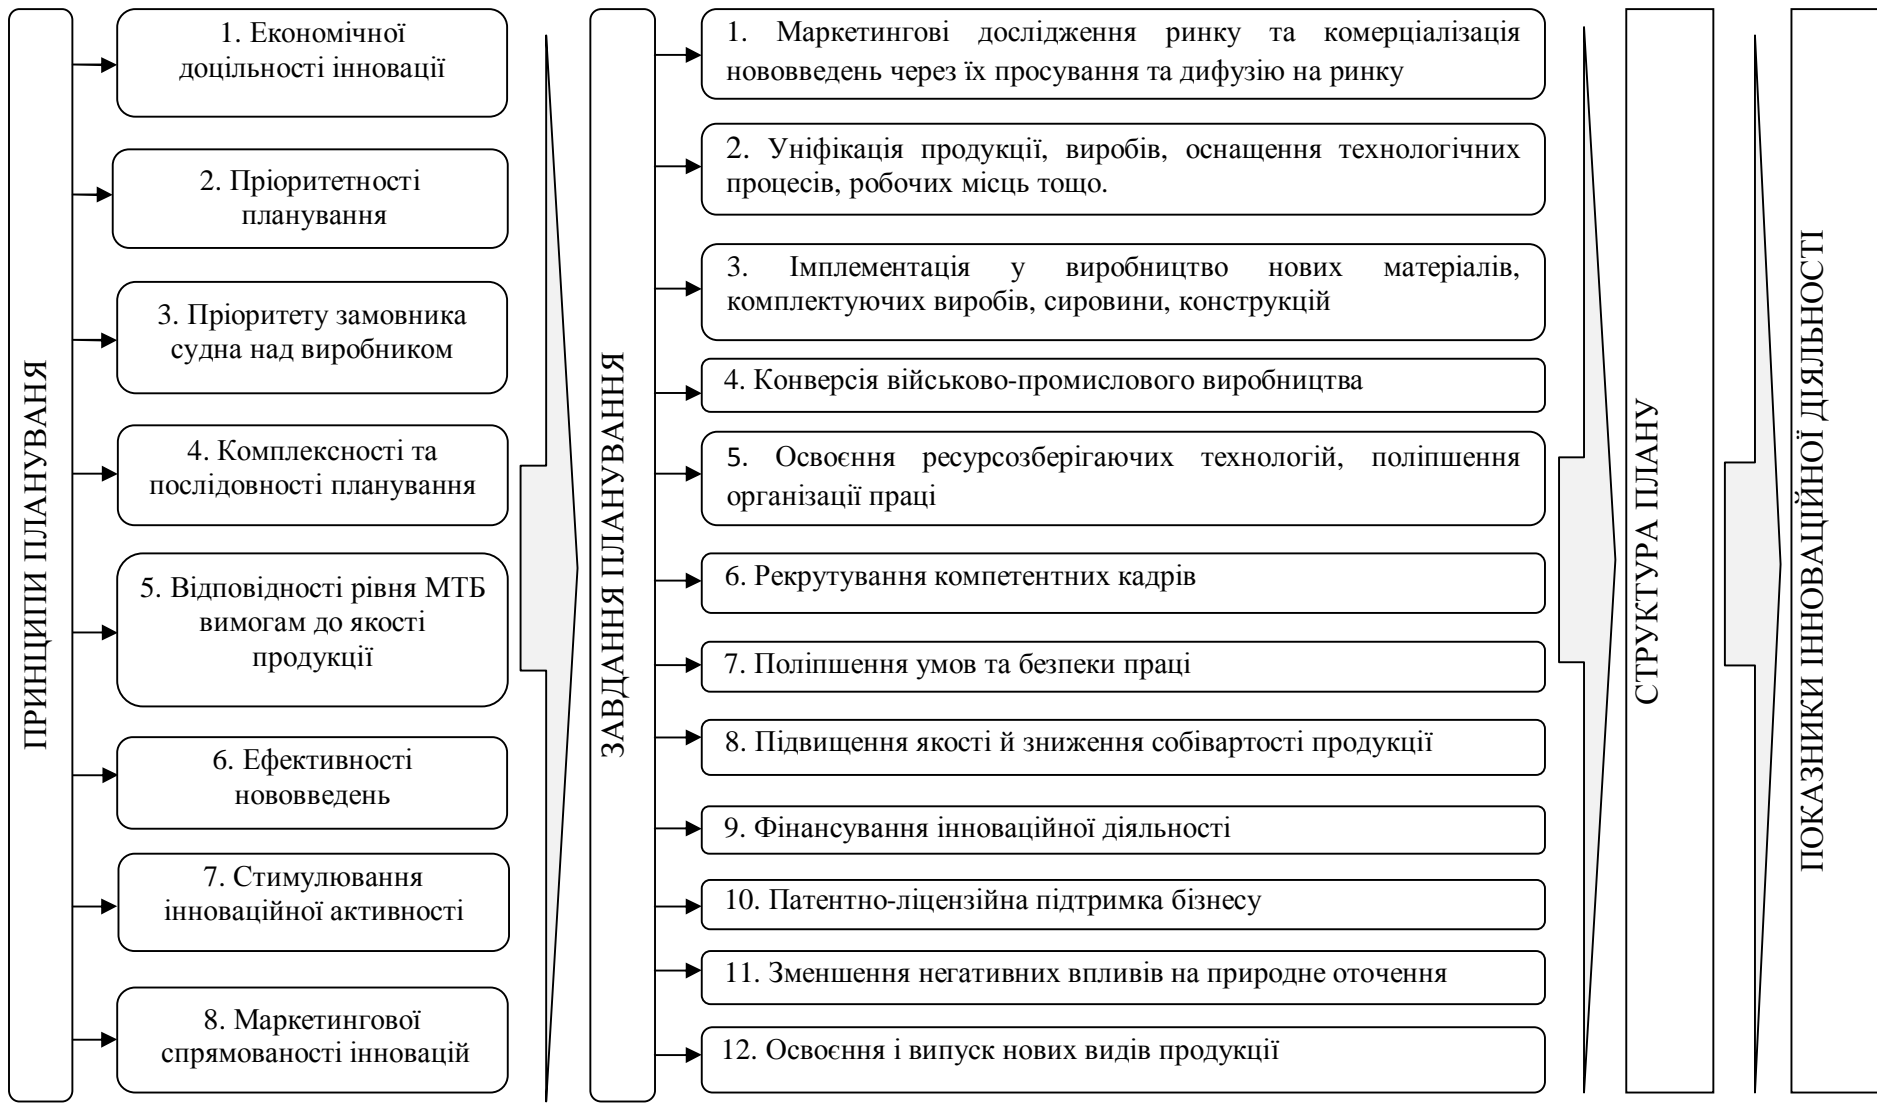 ПРИНЦИПИ ПЛАНУВАНЯ
1. Економічної
доцільності інновації
2. Пріоритетності
планування
3. Пріоритету замовника
судна над виробником
4. Комплексності та
послідовності планування
5. Відповідності рівня МТБ
вимогам до якості
продукції
6. Ефективності
нововведень
7. Стимулювання
інноваційної активності
8. Маркетингової
спрямованості інновацій
ЗАВДАННЯ ПЛАНУВАННЯ
1. Маркетингові дослідження ринку та комерціалізація
нововведень через їх просування та дифузію на ринку
2. Уніфікація продукції, виробів, оснащення технологічних
процесів, робочих місць тощо.
3. Імплементація у виробництво нових матеріалів,
комплектуючих виробів, сировини, конструкцій
4. Конверсія військово-промислового виробництва
5. Освоєння ресурсозберігаючих технологій, поліпшення
організації праці
6. Рекрутування компетентних кадрів
7. Поліпшення умов та безпеки праці
8. Підвищення якості й зниження собівартості продукції
9. Фінансування інноваційної діяльності
10. Патентно-ліцензійна підтримка бізнесу
11. Зменшення негативних впливів на природне оточення
12. Освоєння і випуск нових видів продукції
СТРУКТУРА ПЛАНУ
ПОКАЗНИКИ ІННОВАЦІЙНОЇ ДІЯЛЬНОСТІ